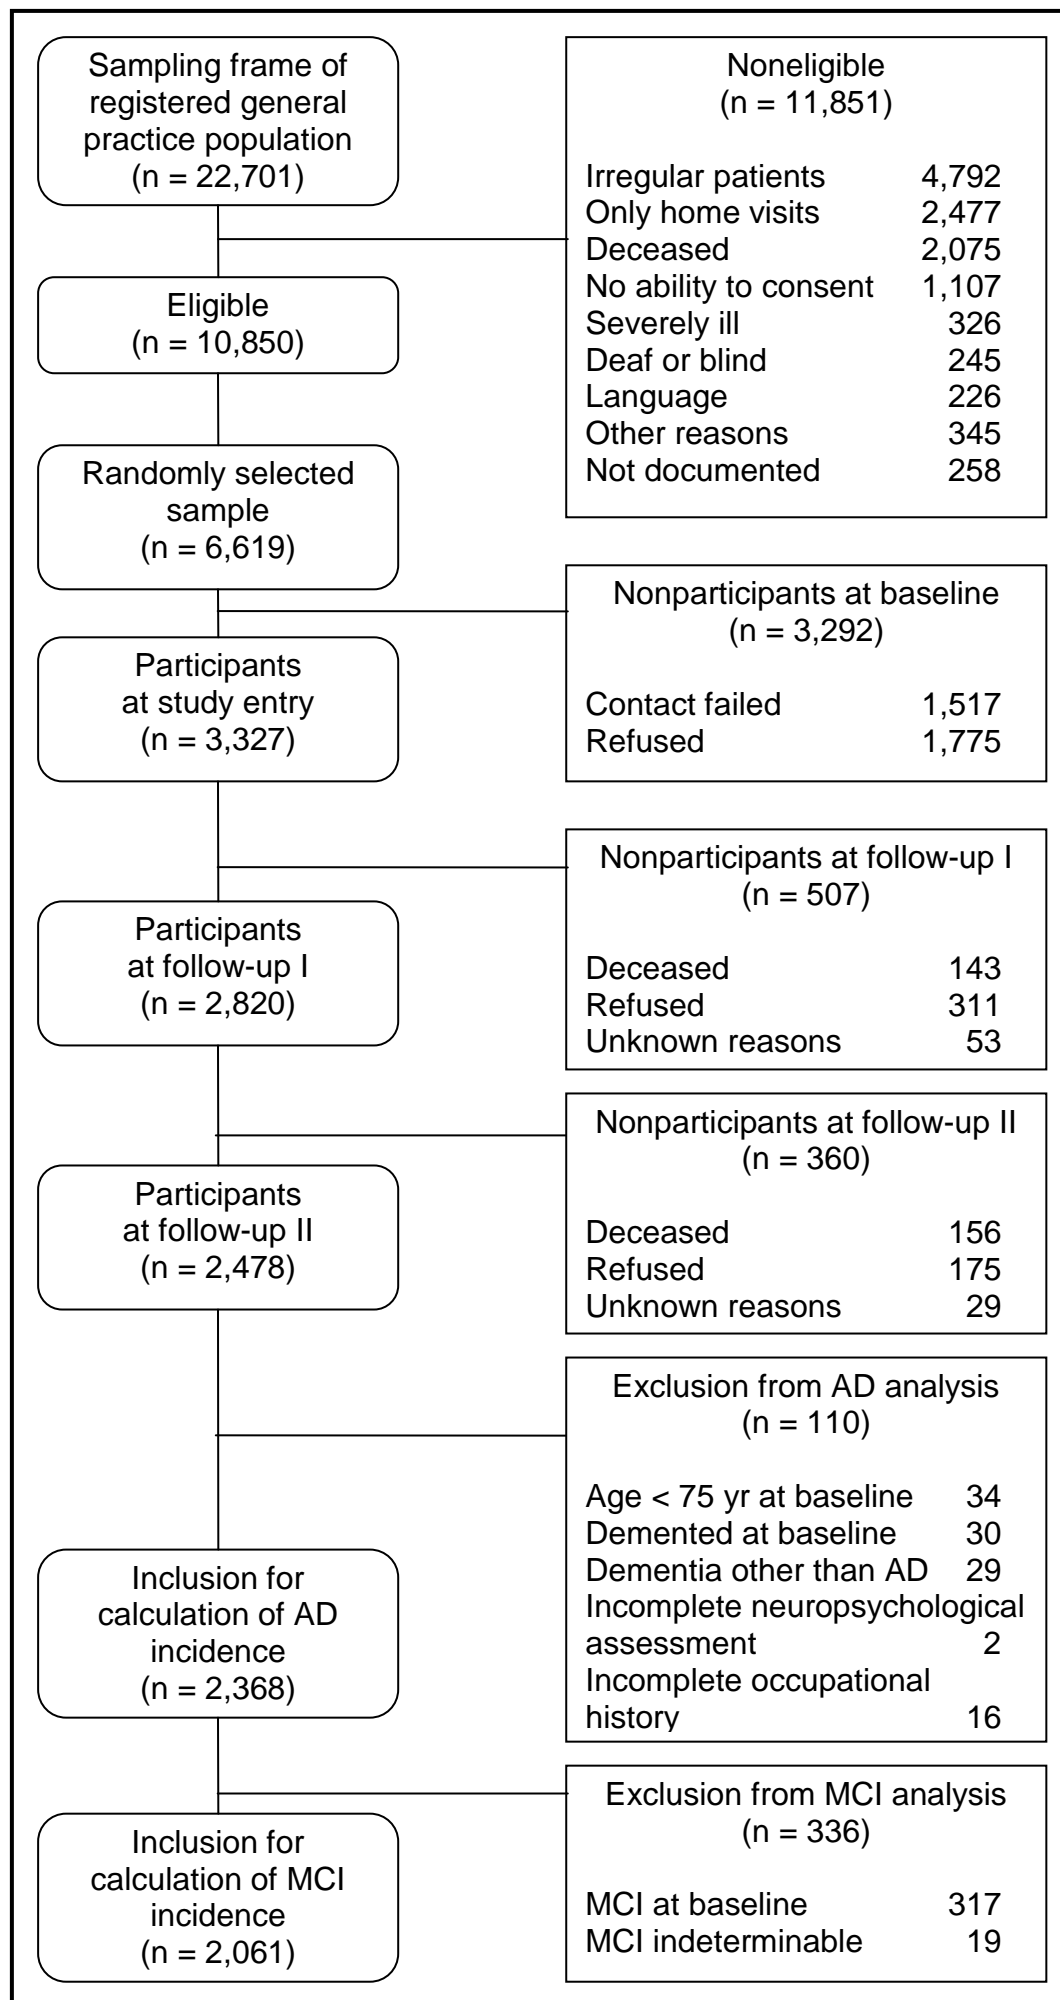 Sampling frame of
registered general
practice population
(n = 22,701)
Noneligible
(n = 11,851)
Irregular patients 4,792
Only home visits 2,477
Deceased 2,075
No ability to consent 1,107
Severely ill 326
Deaf or blind 245
Language 226
Other reasons 345
Not documented 258
Eligible
(n = 10,850)
Randomly selected
sample
(n = 6,619)
Nonparticipants at baseline
(n = 3,292)
Contact failed 1,517
Refused 1,775
Participants
at study entry
(n = 3,327)
Nonparticipants at follow-up I
(n = 507)
Deceased 143
Refused 311
Unknown reasons 53
Participants
at follow-up I
(n = 2,820)
Nonparticipants at follow-up II
(n = 360)
Deceased 156
Refused 175
Unknown reasons 29
Participants
at follow-up II
(n = 2,478)
Exclusion from AD analysis
(n = 110)
Age < 75 yr at baseline 34
Demented at baseline 30
Dementia other than AD 29
Incomplete neuropsychological
assessment 2
Incomplete occupational
history 16
Inclusion for
calculation of AD
incidence
(n = 2,368)
Exclusion from MCI analysis
(n = 336)
MCI at baseline 317
MCI indeterminable 19
Inclusion for
calculation of MCI
incidence
(n = 2,061)